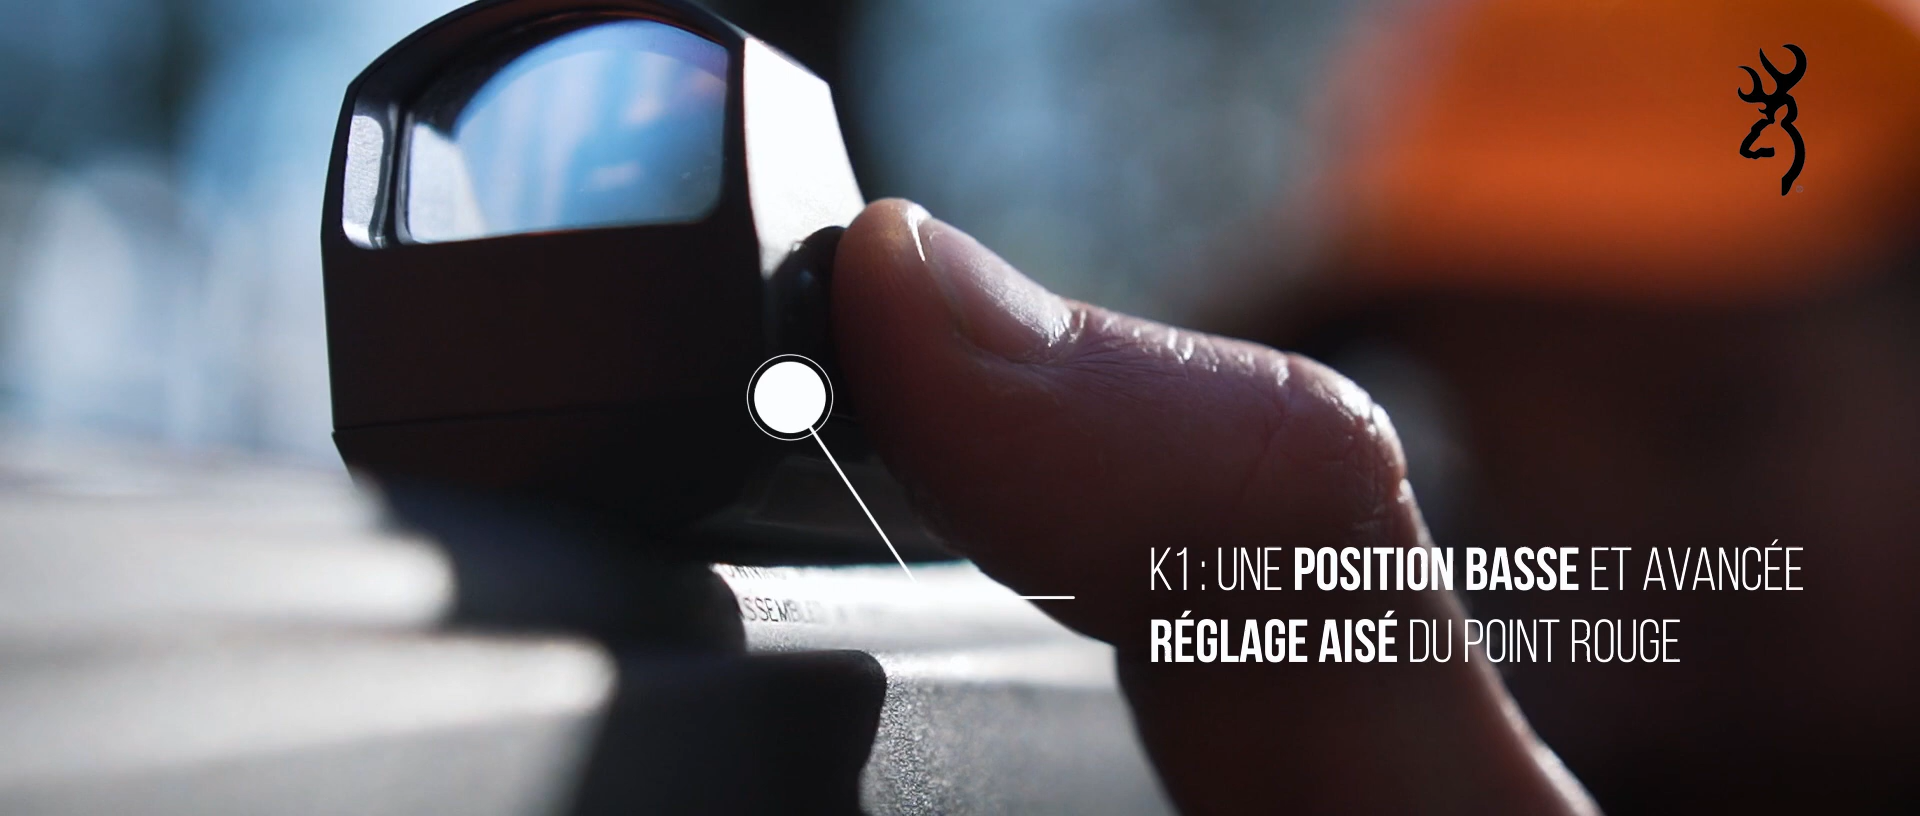 K1 : UNE POSITION BASSE ET AVANCÉE
RÉGLAGE AISÉ DU POINT ROUGE